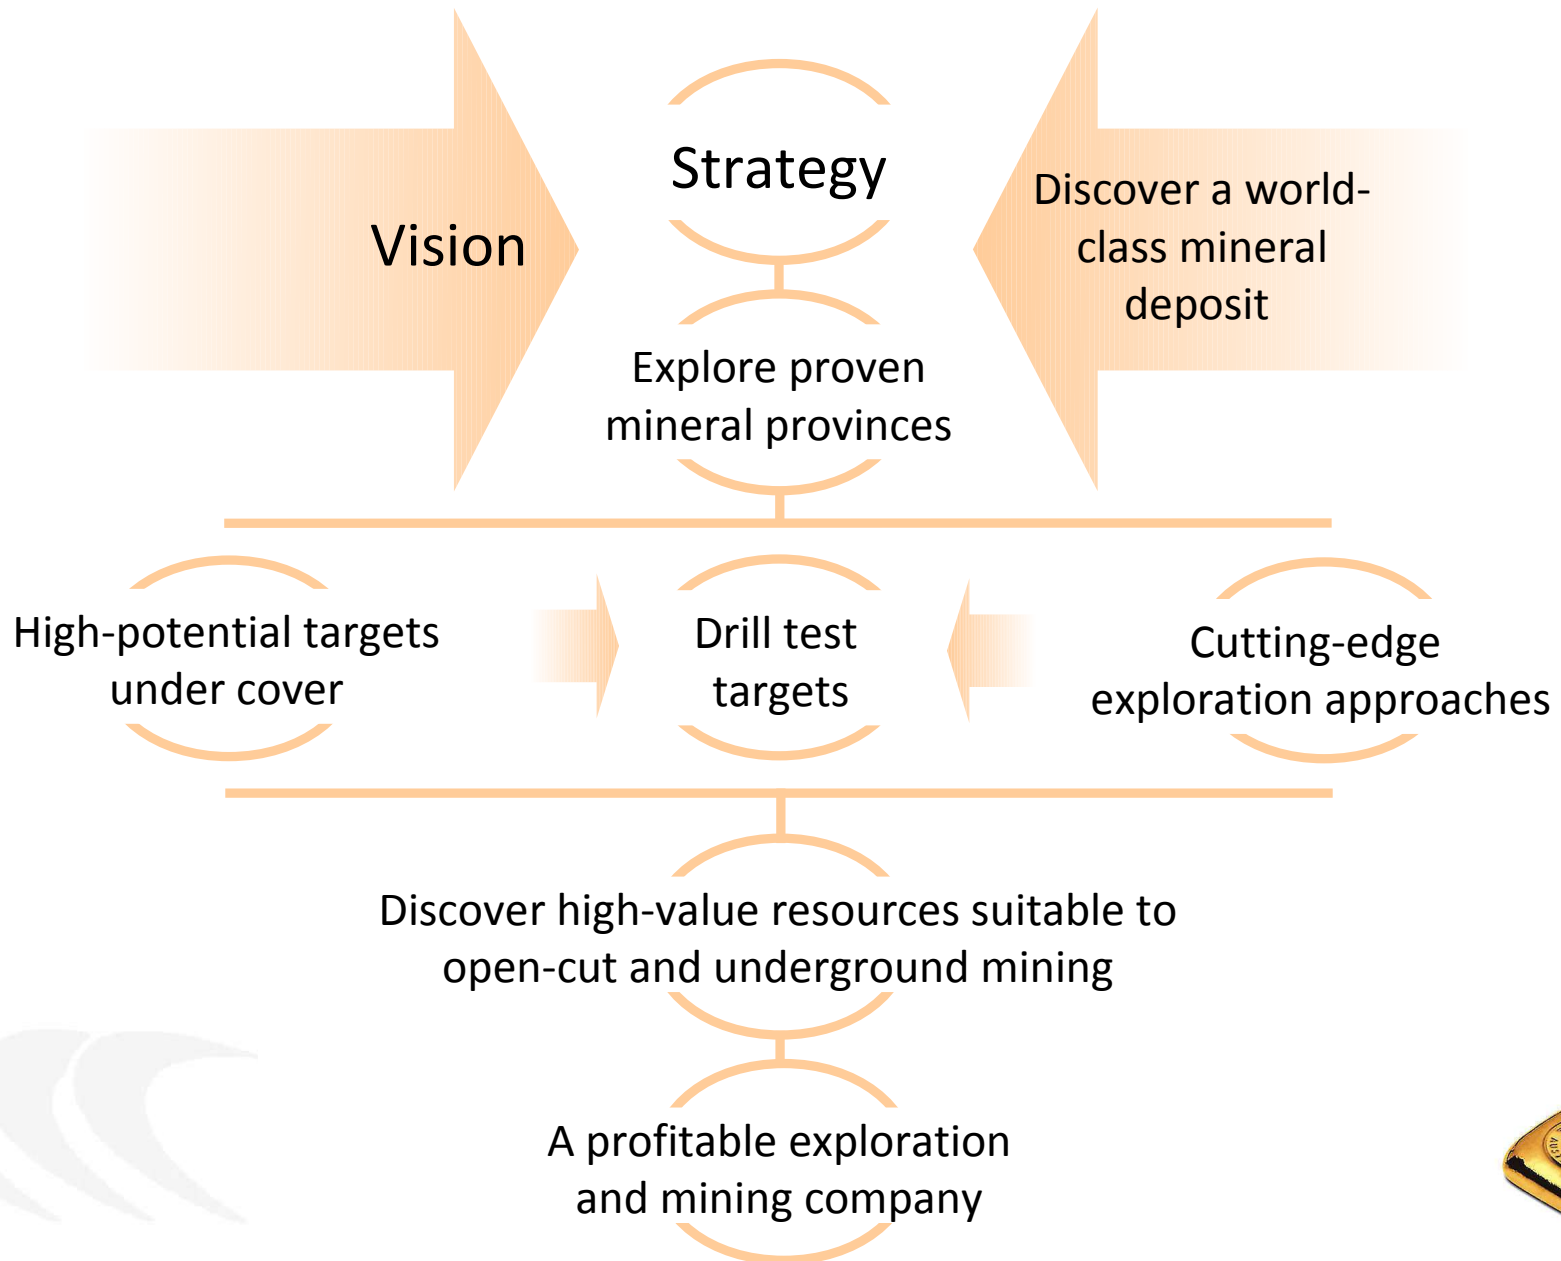 Strategy
Vision
Discover a world-
class mineral
deposit
Explore proven
mineral provinces
High-potential targets
under cover
Drill test
targets
Cutting-edge
exploration approaches
Discover high-value resources suitable to
open-cut and underground mining
A profitable exploration
and mining company